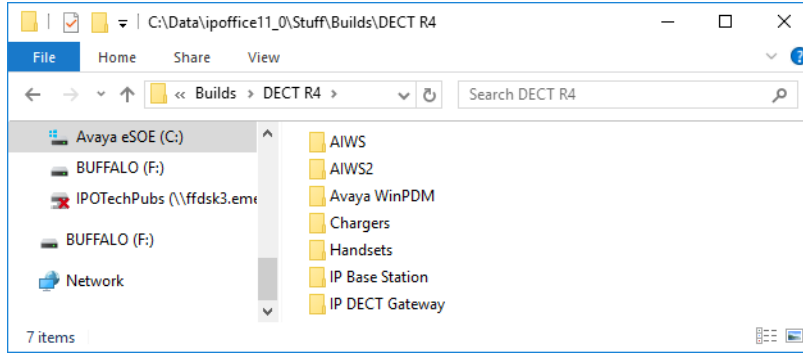 C:\Data\ipoffice11_0\Stuff\Builds\DECT R4
File Home Share View
« Builds > DECT R4 > Search DECT R4
Avaya eSOE (C:)
BUFFALO (F:)
IPOTechPubs (\\ffdsk3.eme
BUFFALO (F:)
Network
AIWS
AIWS2
Avaya WinPDM
Chargers
Handsets
IP Base Station
IP DECT Gateway
7 items